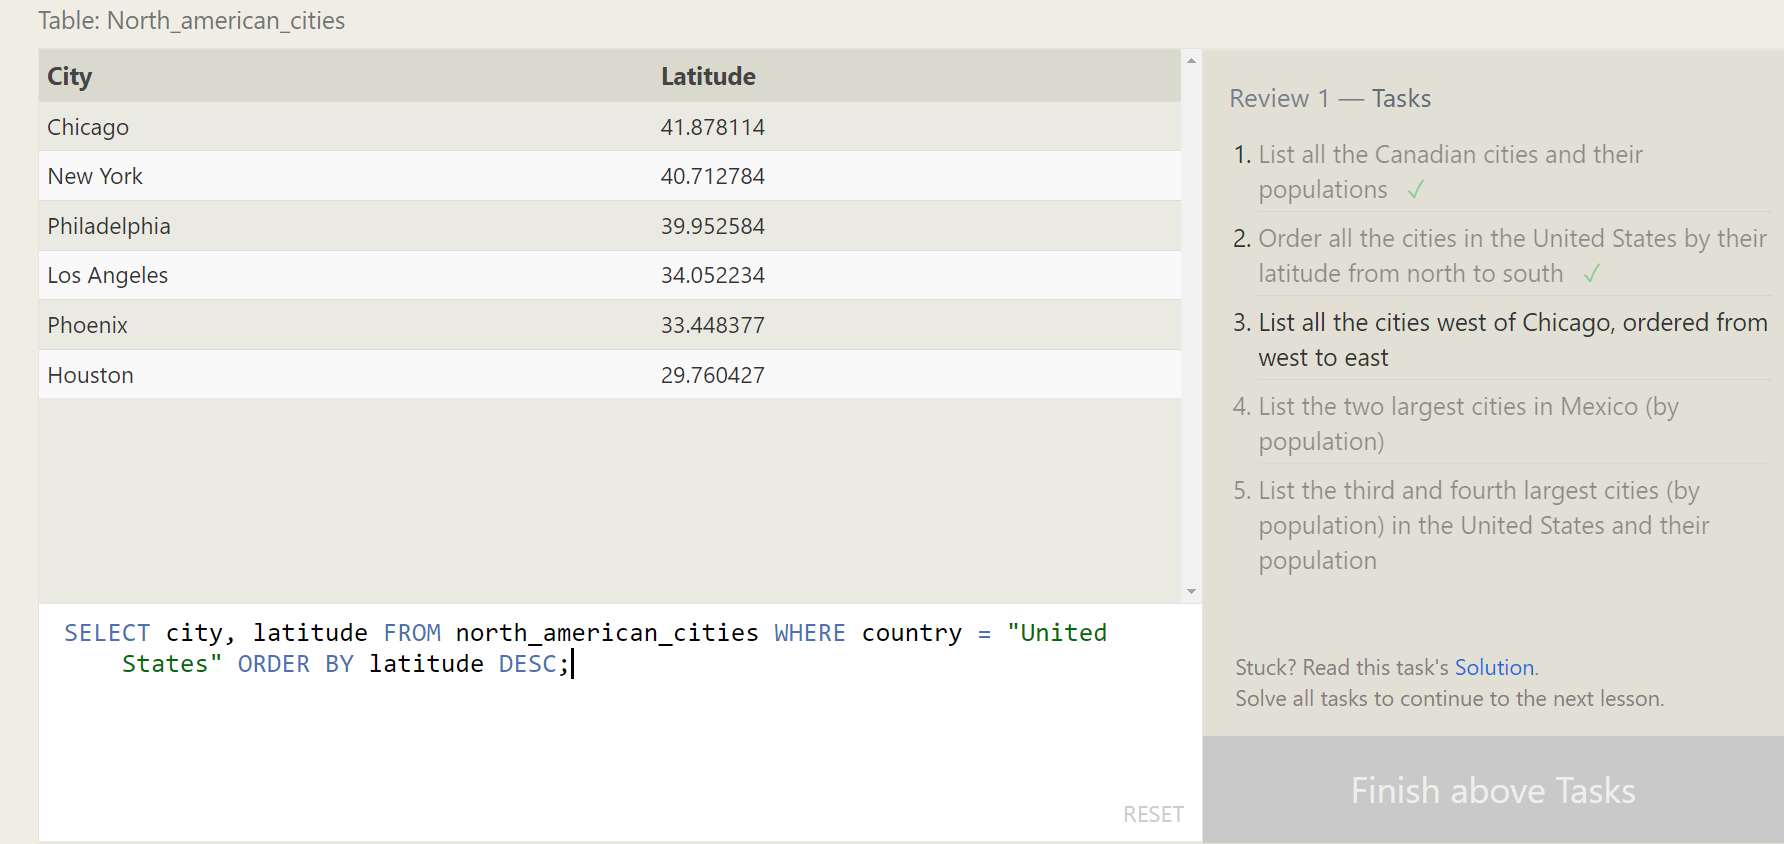 Table: North_american_cities
City Latitude
Chicago 41.878114
New York 40.712784
Philadelphia 39.952584
Los Angeles 34.052234
Phoenix 33.448377
Houston 29.760427
SELECT city, latitude FROM north_american_cities WHERE country = "United
States" ORDER BY latitude DESC;
RESET
Review 1 — Tasks
1. List all the Canadian cities and their
populations ✓
2. Order all the cities in the United States by their
latitude from north to south ✓
3. List all the cities west of Chicago, ordered from
west to east
4. List the two largest cities in Mexico (by
population)
5. List the third and fourth largest cities (by
population) in the United States and their
population
Stuck? Read this task's Solution.
Solve all tasks to continue to the next lesson.
Finish above Tasks